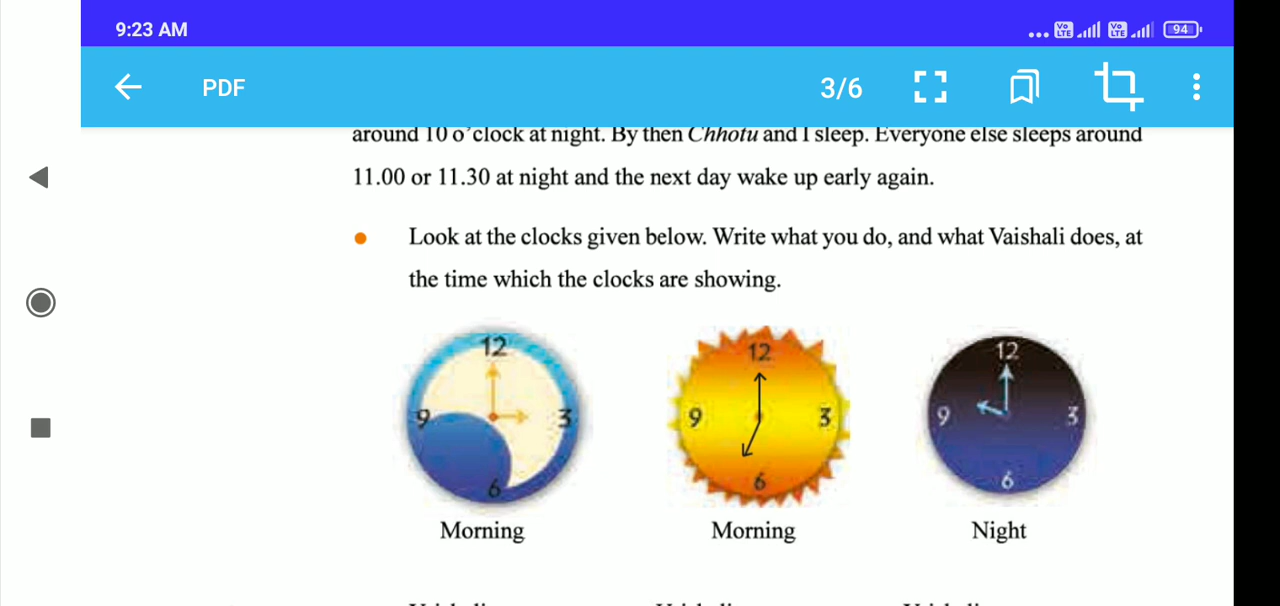 9:23 AM
94
PDF
3/6
around 10 o'clock at night. By then Chhotu and I sleep. Everyone else sleeps around
11.00 or 11.30 at night and the next day wake up early again.
Look at the clocks given below. Write what you do, and what Vaishali does, at
the time which the clocks are showing.
12 12 12
9 3 9 3 9 3
6 6 6
Morning Morning Night